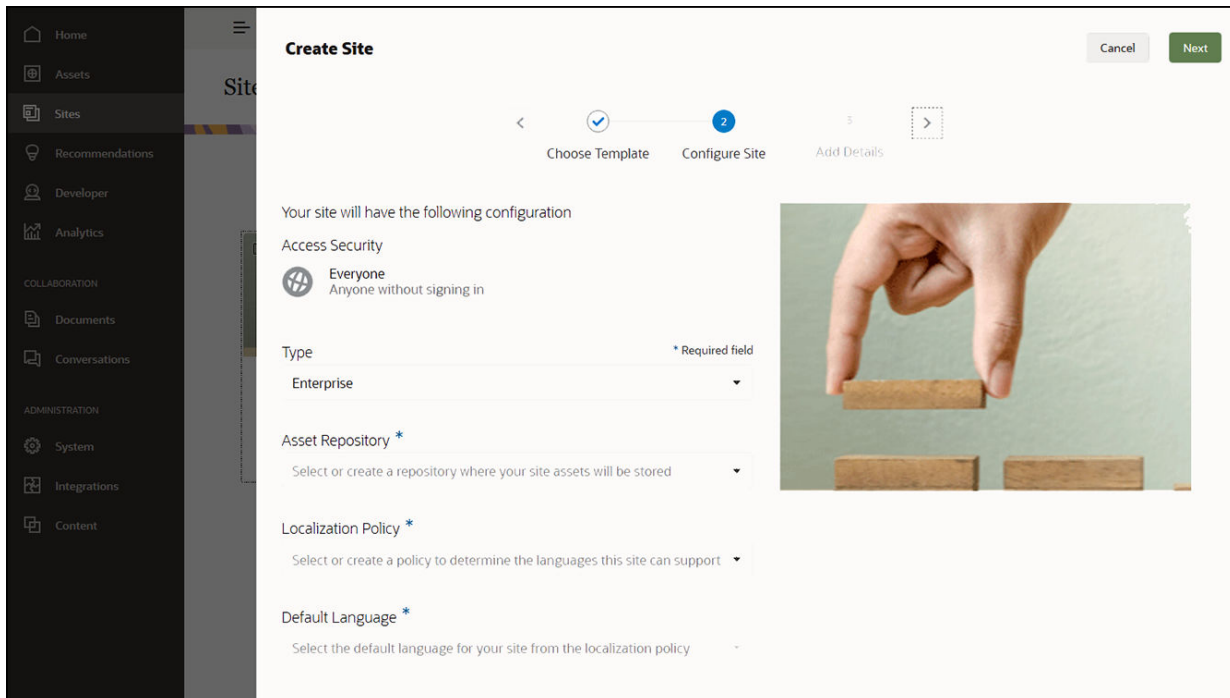 Home
Assets
Sites
Recommendations
Developer
Analytics
COLLABORATION
Documents
Conversations
ADMINISTRATION
System
Integrations
Content
Create Site
Cancel
Next
2
3
Choose Template
Configure Site
Add Details
Your site will have the following configuration
Access Security
Everyone
Anyone without signing in
Type
* Required field
Enterprise
Asset Repository *
Select or create a repository where your site assets will be stored
Localization Policy *
Select or create a policy to determine the languages this site can support
Default Language *
Select the default language for your site from the localization policy